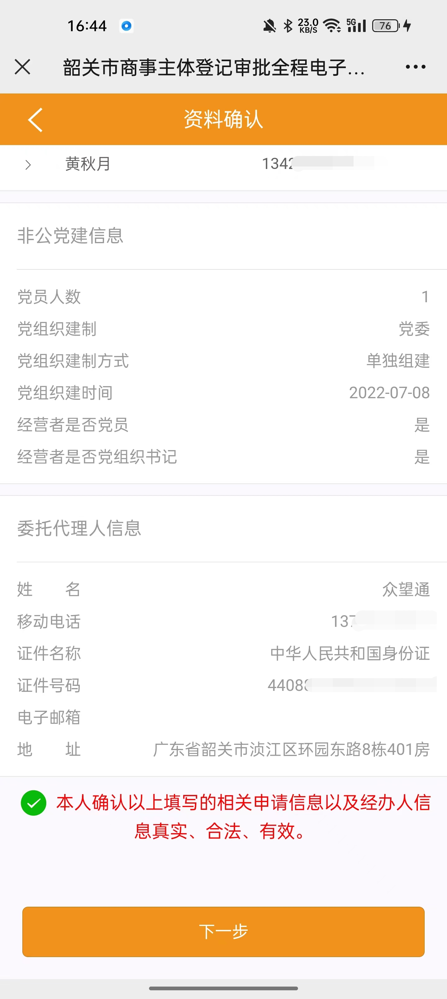 16:44
23.0
KB/S
5G
76
韶关市商事主体登记审批全程电子...
资料确认
黄秋月 134
非公党建信息
党员人数 1
党组织建制 党委
党组织建制方式 单独组建
党组织建时间 2022-07-08
经营者是否党员 是
经营者是否党组织书记 是
委托代理人信息
姓 名 众望通
移动电话 13
证件名称 中华人民共和国身份证
证件号码 4408
电子邮箱
地 址 广东省韶关市浈江区环园东路8栋401房
本人确认以上填写的相关申请信息以及经办人信
息真实、合法、有效。
下一步